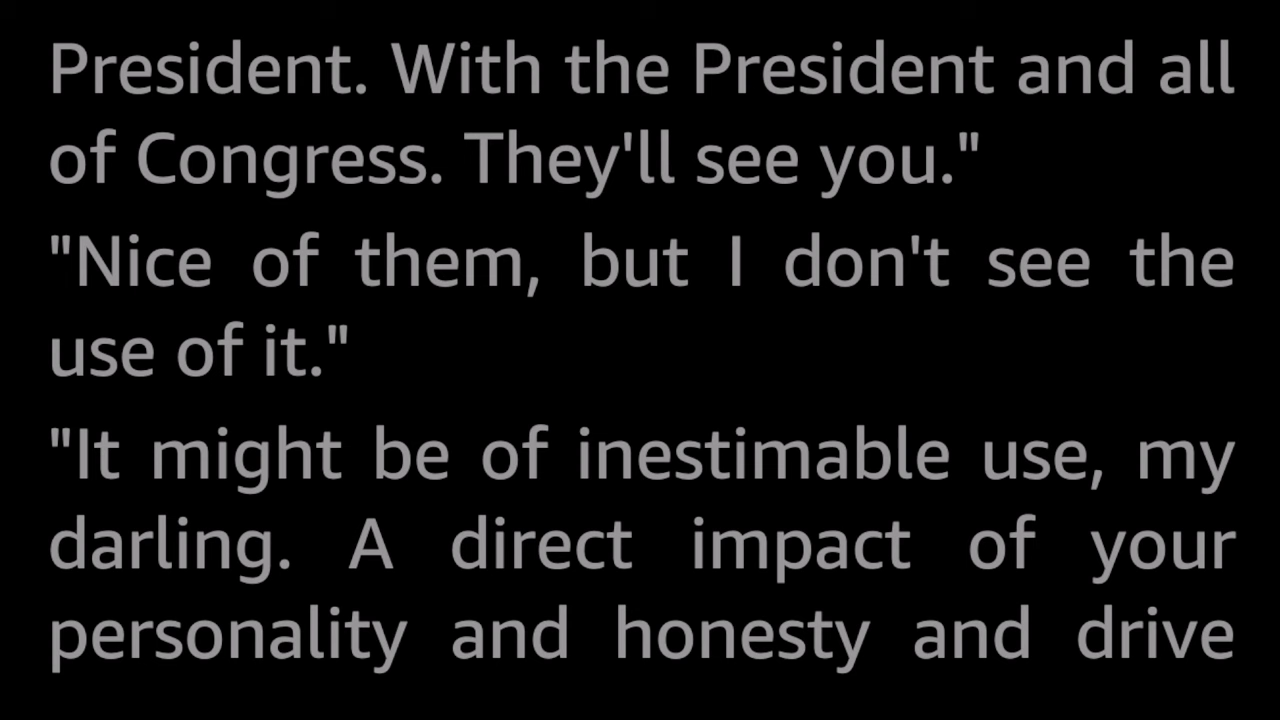 President. With the President and all
of Congress. They'll see you."
"Nice of them, but I don't see the
use of it."
"It might be of inestimable use, my
darling. A direct impact of your
personality and honesty and drive